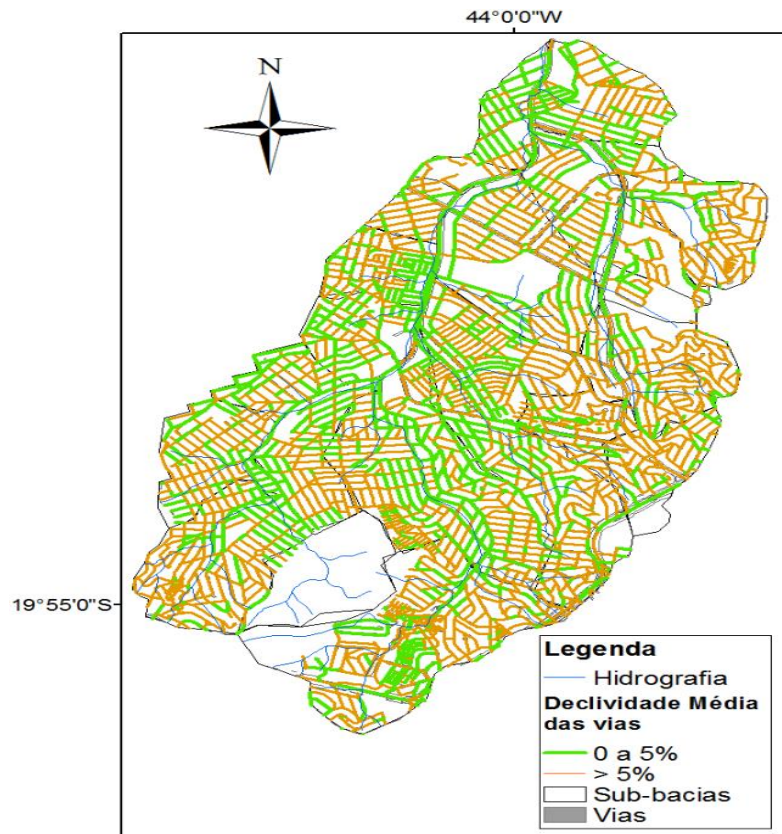 44°0'0"W
N
19°55'0"S
Legenda
Hidrografia
Declividade Média
das vias
0 a 5%
> 5%
Sub-bacias
Vias